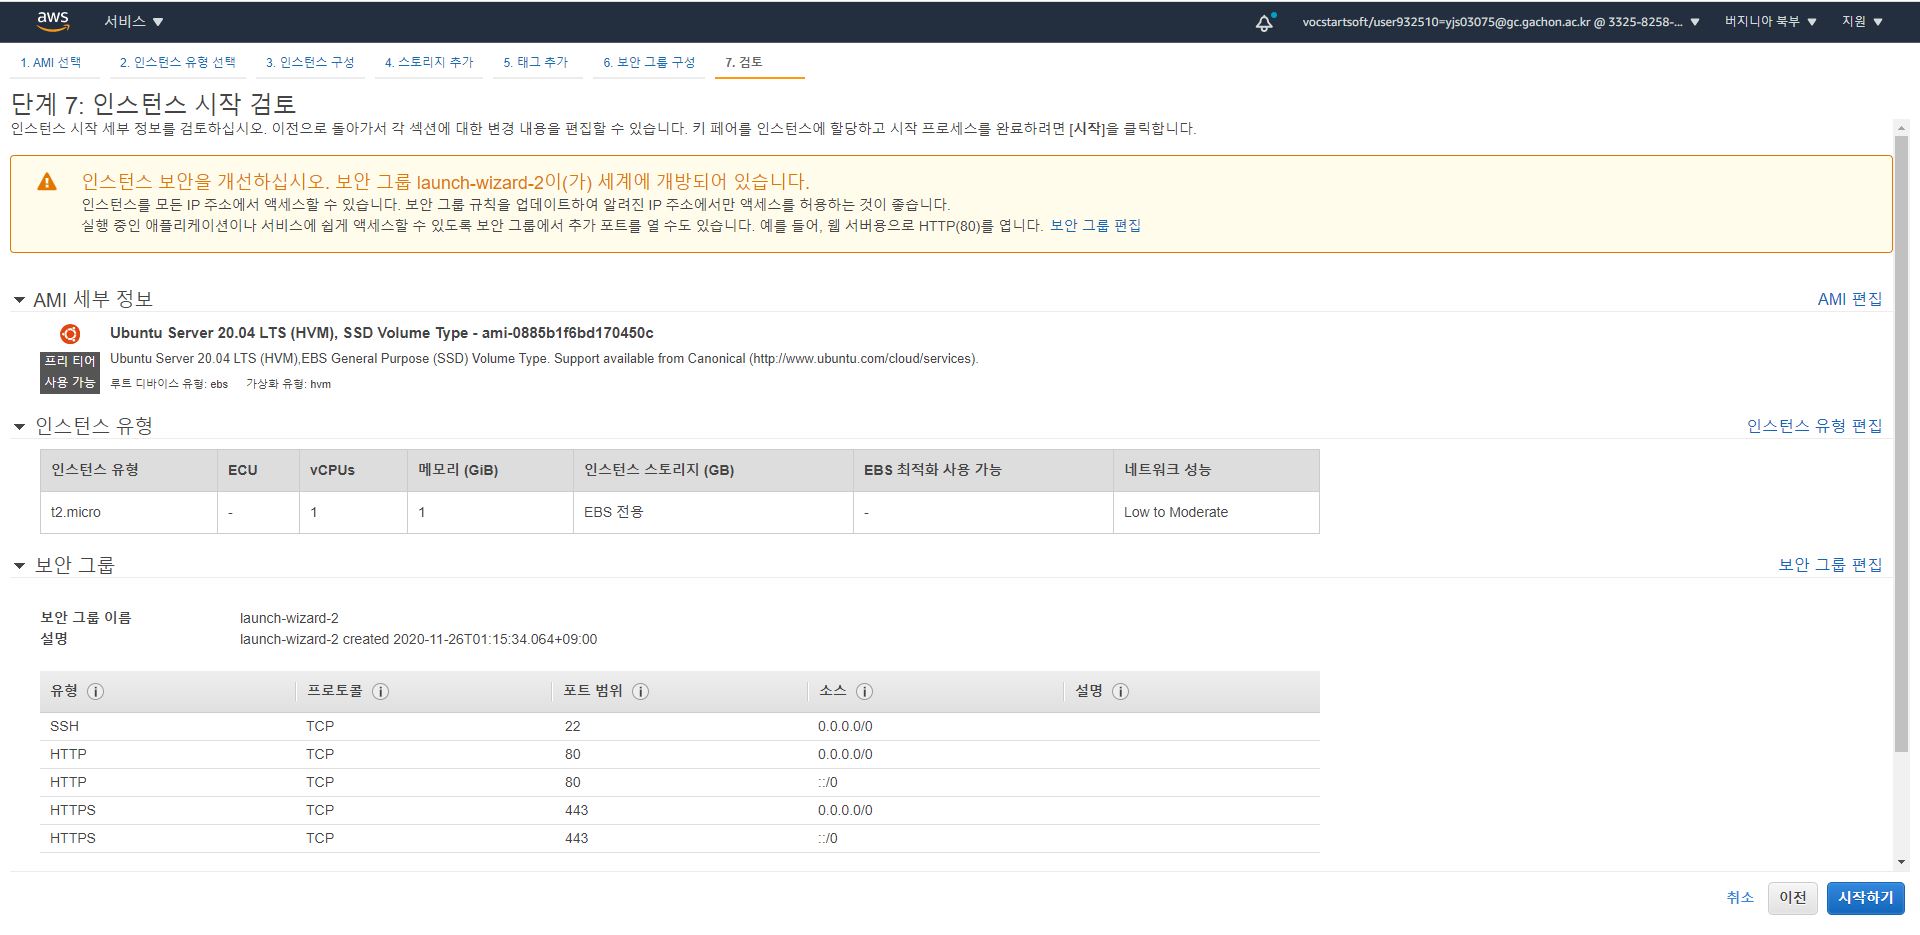 aws 서비스 vocstartsoft/user932510=yjs03075@gc.gachon.ac.kr @ 3325-8258-... 버지니아 북부 지원
1. AMI 선택 2. 인스턴스 유형 선택 3. 인스턴스 구성 4. 스토리지 추가 5. 태그 추가 6. 보안 그룹 구성 7. 검토
단계 7: 인스턴스 시작 검토
인스턴스 시작 세부 정보를 검토하십시오. 이전으로 돌아가서 각 섹션에 대한 변경 내용을 편집할 수 있습니다. 키 페어를 인스턴스에 할당하고 시작 프로세스를 완료하려면 [시작]을 클릭합니다.
인스턴스 보안을 개선하십시오. 보안 그룹 launch-wizard-2이(가) 세계에 개방되어 있습니다.
인스턴스를 모든 IP 주소에서 액세스할 수 있습니다. 보안 그룹 규칙을 업데이트하여 알려진 IP 주소에서만 액세스를 허용하는 것이 좋습니다.
실행 중인 애플리케이션이나 서비스에 쉽게 액세스할 수 있도록 보안 그룹에서 추가 포트를 열 수도 있습니다. 예를 들어, 웹 서버용으로 HTTP(80)를 엽니다. 보안 그룹 편집
AMI 세부 정보 AMI 편집
Ubuntu Server 20.04 LTS (HVM), SSD Volume Type - ami-0885b1f6bd170450c
프리 티어 Ubuntu Server 20.04 LTS (HVM),EBS General Purpose (SSD) Volume Type. Support available from Canonical (http://www.ubuntu.com/cloud/services).
사용 가능 루트 디바이스 유형: ebs 가상화 유형: hvm
인스턴스 유형 인스턴스 유형 편집
인스턴스 유형 ECU vCPUs 메모리 (GiB) 인스턴스 스토리지 (GB) EBS 최적화 사용 가능 네트워크 성능
t2.micro - 1 1 EBS 전용 - Low to Moderate
보안 그룹 보안 그룹 편집
보안 그룹 이름 launch-wizard-2
설명 launch-wizard-2 created 2020-11-26T01:15:34.064+09:00
유형 프로토콜 포트 범위 소스 설명
SSH TCP 22 0.0.0.0/0
HTTP TCP 80 0.0.0.0/0
HTTP TCP 80 ::/0
HTTPS TCP 443 0.0.0.0/0
HTTPS TCP 443 ::/0
취소 이전 시작하기